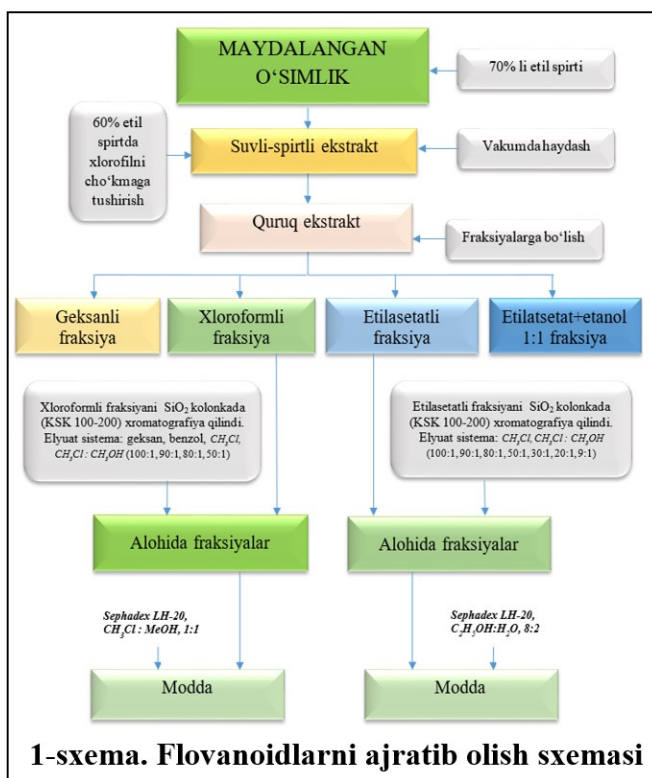 MAYDALANGAN
O‘SIMLIK
70% li etil spirti
60% etil
spirtda
xlorofilni
cho‘kmaga
tushirish
Suvli-spirtli ekstrakt
Vakumda haydash
Quruq ekstrakt
Fraksiyalarga bo‘lish
Geksanli
fraksiya
Xloroformli
fraksiya
Etilasetatli
fraksiya
Etilatsetat+etanol
1:1 fraksiya
Xloroformli fraksiyani SiO₂ kolonkada
(KSK 100-200) xromatografiya qilindi.
Elyuat sistema: geksan, benzol, CH₃Cl,
CH₃Cl : CH₃OH (100:1, 90:1, 80:1, 50:1)
Etilasetatli fraksiyani SiO₂ kolonkada
(KSK 100-200) xromatografiya qilindi.
Elyuat sistema: CH₃Cl, CH₃Cl : CH₃OH
(100:1, 90:1, 80:1, 50:1, 30:1, 20:1, 9:1)
Alohida fraksiyalar
Alohida fraksiyalar
Sephadex LH-20,
CH₃Cl : MeOH, 1:1
Sephadex LH-20,
C₂H₅OH:H₂O, 8:2
Modda
Modda
1-sxema. Flovanoidlarni ajratib olish sxemasi